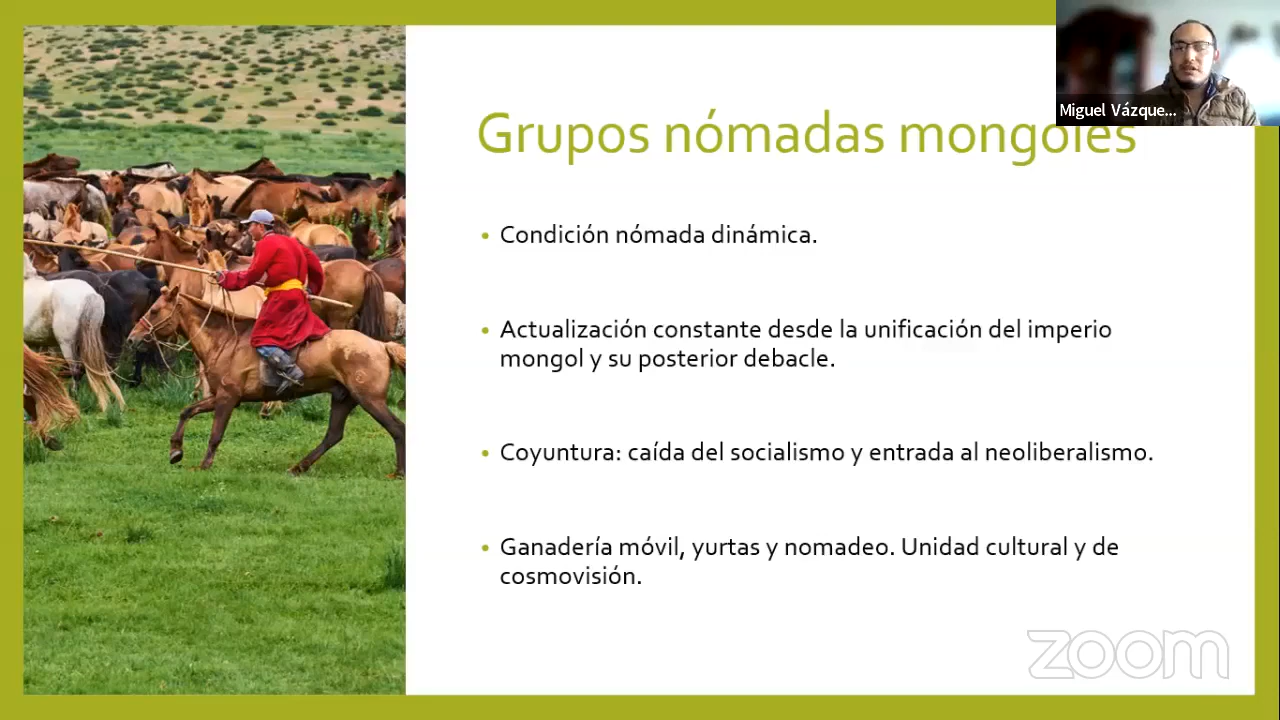 Miguel Vázque...
Grupos nómadas mongoles
• Condición nómada dinámica.
• Actualización constante desde la unificación del imperio
mongol y su posterior debacle.
• Coyuntura: caída del socialismo y entrada al neoliberalismo.
• Ganadería móvil, yurtas y nomadeo. Unidad cultural y de
cosmovisión.
zoom